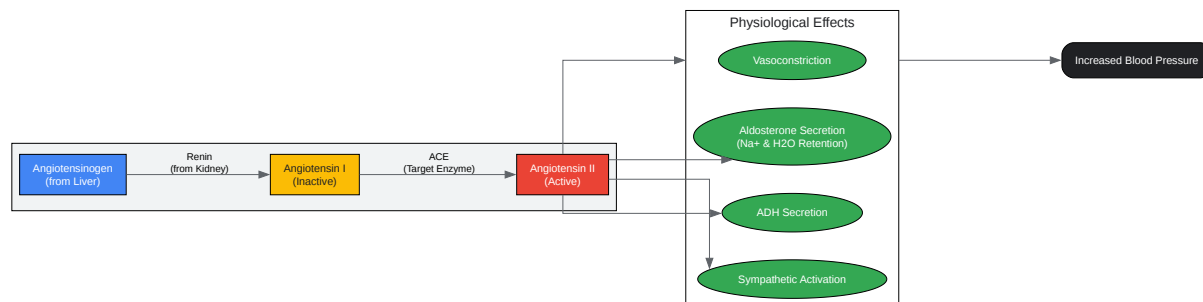 Physiological Effects
Vasoconstriction
Increased Blood Pressure
Aldosterone Secretion
(Na+ & H2O Retention)
Angiotensinogen
(from Liver)
Renin
(from Kidney)
Angiotensin I
(Inactive)
ACE
(Target Enzyme)
Angiotensin II
(Active)
ADH Secretion
Sympathetic Activation